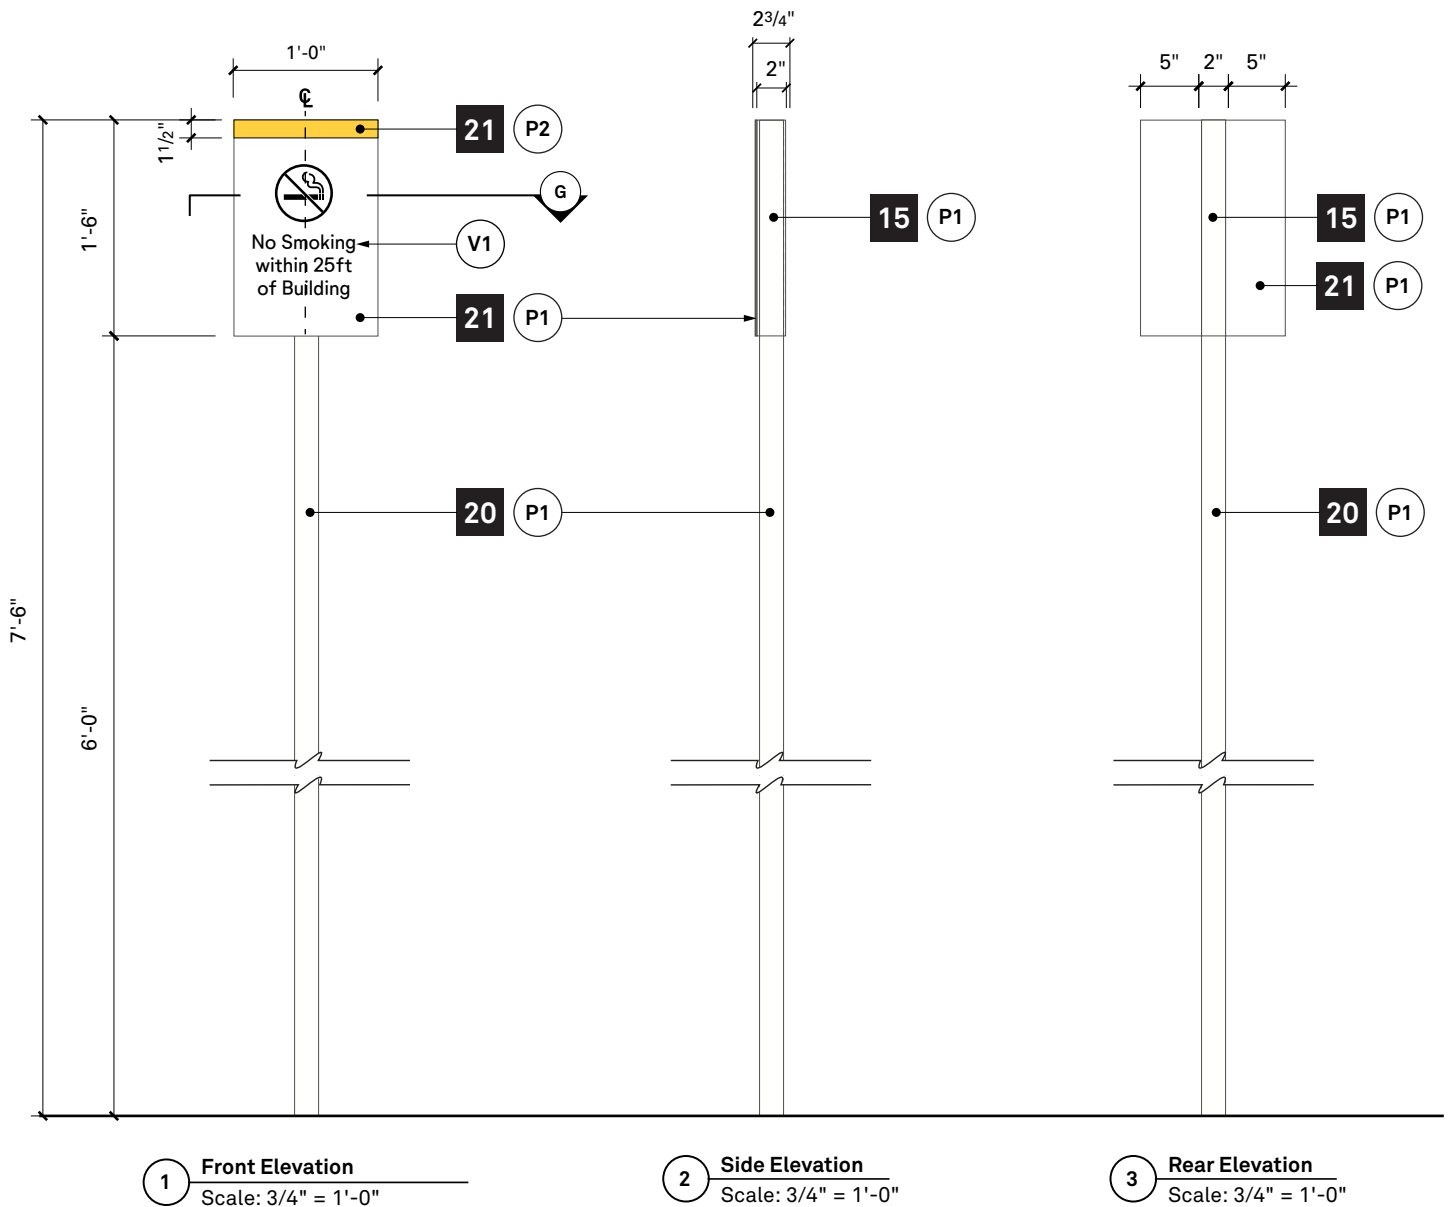 2 3/4"
1'-0"
2"
5" 2" 5"
℄
1 1/2"
21 P2
G
1'-6"
15 P1
15 P1
No Smoking
within 25ft
of Building
V1
21 P1
21 P1
20 P1
20 P1
7'-6"
6'-0"
1 Front Elevation
Scale: 3/4" = 1'-0"
2 Side Elevation
Scale: 3/4" = 1'-0"
3 Rear Elevation
Scale: 3/4" = 1'-0"